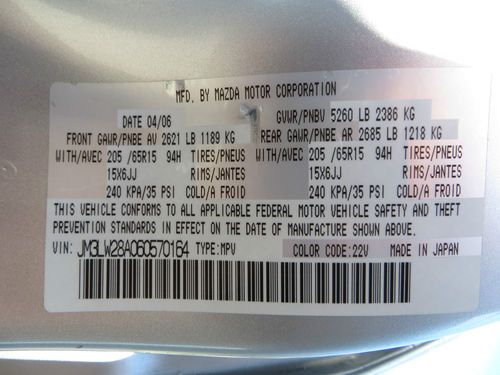 MFD. BY MAZDA MOTOR CORPORATION
DATE 04/06 GVWR/PNBV 5260 LB 2386 KG
FRONT GAWR/PNBE AV 2621 LB 1189 KG REAR GAWR/PNBE AR 2685 LB 1218 KG
WITH/AVEC 205 /65R15 94H TIRES/PNEUS WITH/AVEC 205 /65R15 94H TIRES/PNEUS
15X6JJ RIMS/JANTES 15X6JJ RIMS/JANTES
240 KPA/35 PSI COLD/A FROID 240 KPA/35 PSI COLD/A FROID
THIS VEHICLE CONFORMS TO ALL APPLICABLE FEDERAL MOTOR VEHICLE SAFETY AND THEFT
PREVENTION STANDARDS IN EFFECT ON THE DATE OF MANUFACTURE SHOWN ABOVE.
VIN: JM3LW28A060570164 TYPE:MPV COLOR CODE:22V MADE IN JAPAN